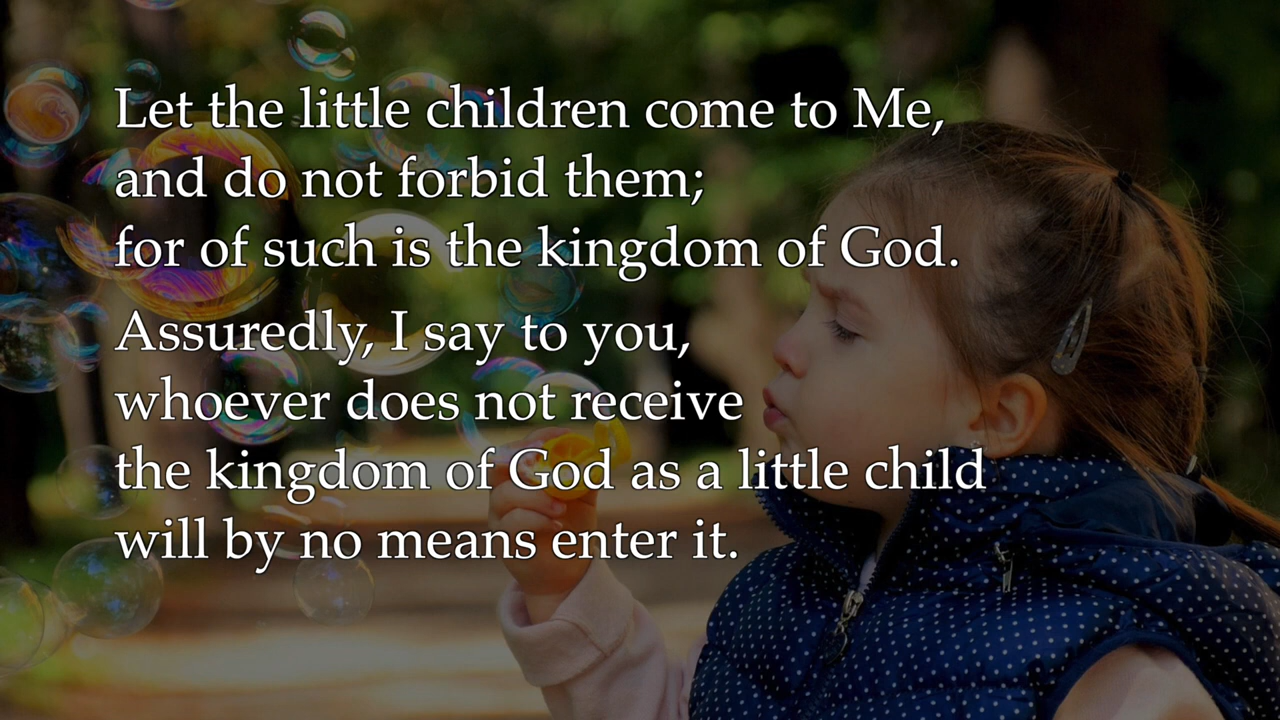 Let the little children come to Me,
and do not forbid them;
for of such is the kingdom of God.
Assuredly, I say to you,
whoever does not receive
the kingdom of God as a little child
will by no means enter it.